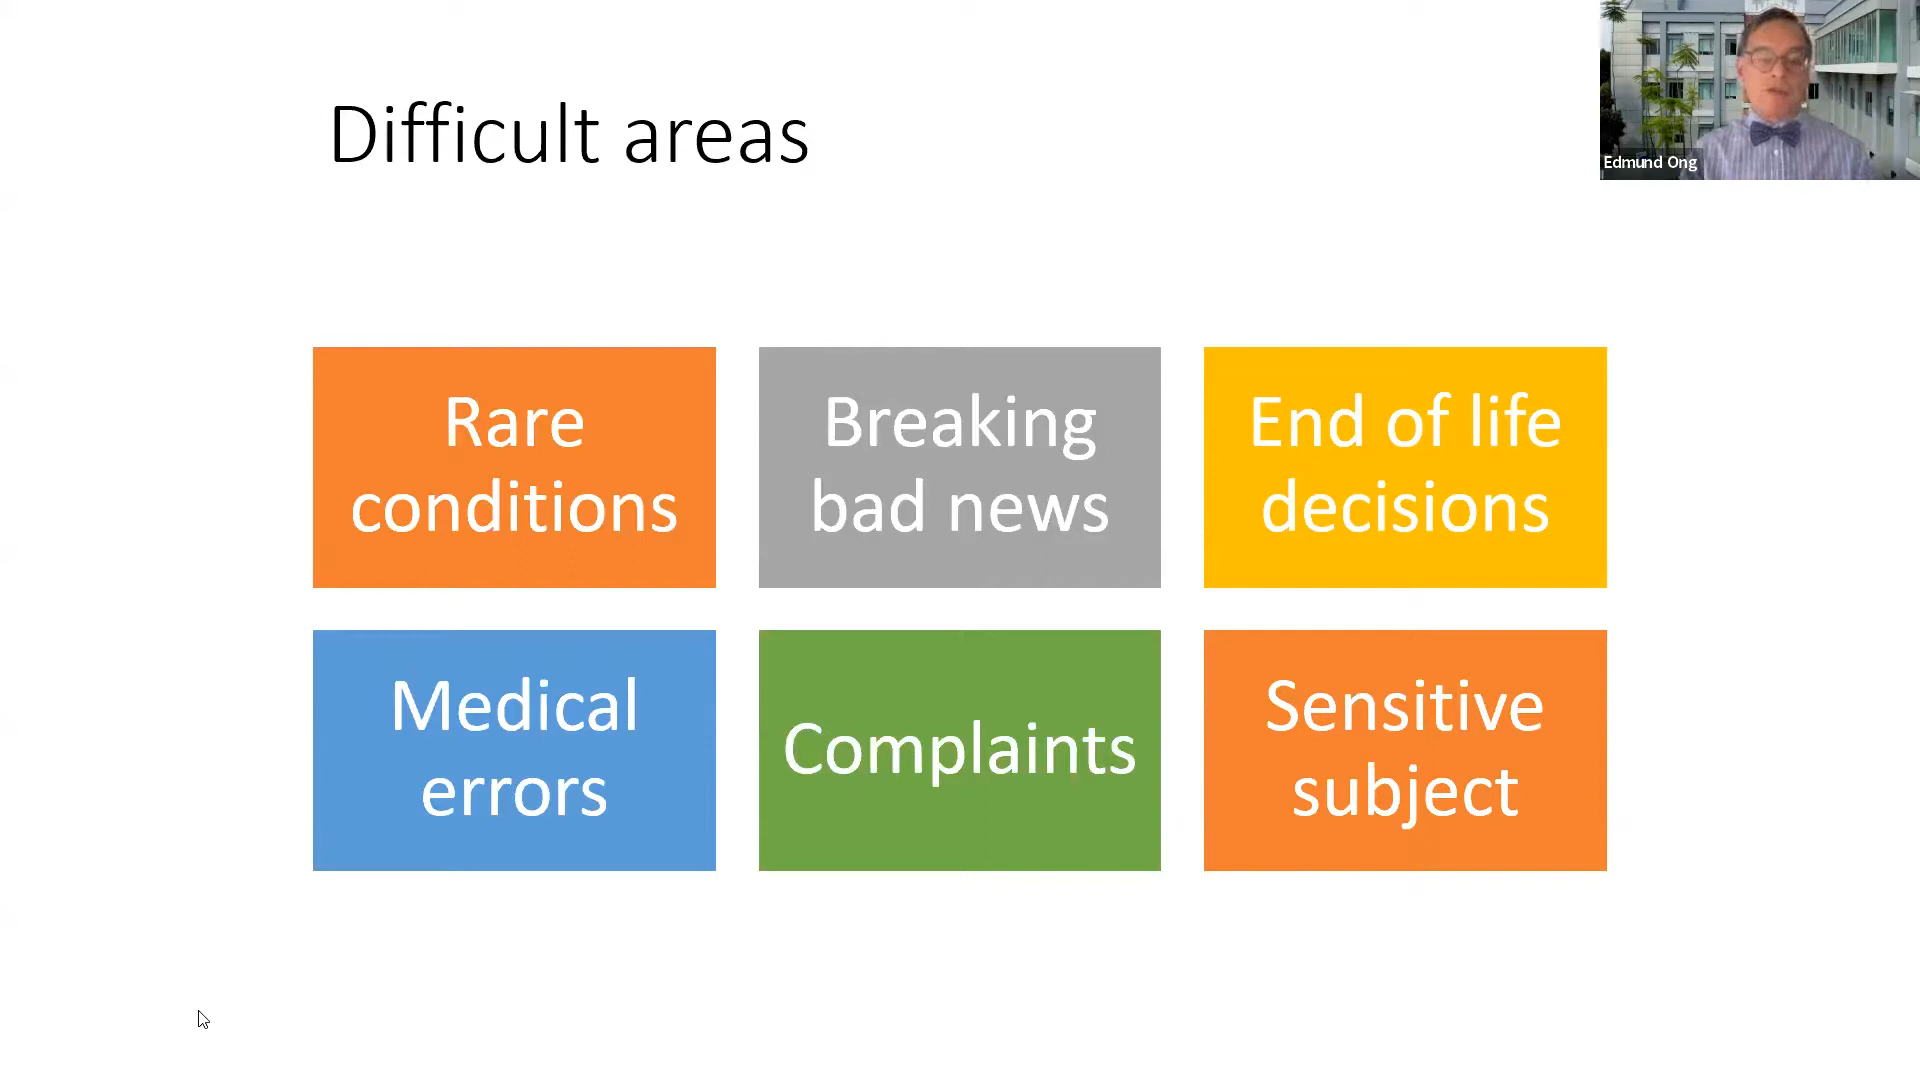 Difficult areas
Edmund Ong
Rare
conditions
Breaking
bad news
End of life
decisions
Medical
errors
Complaints
Sensitive
subject